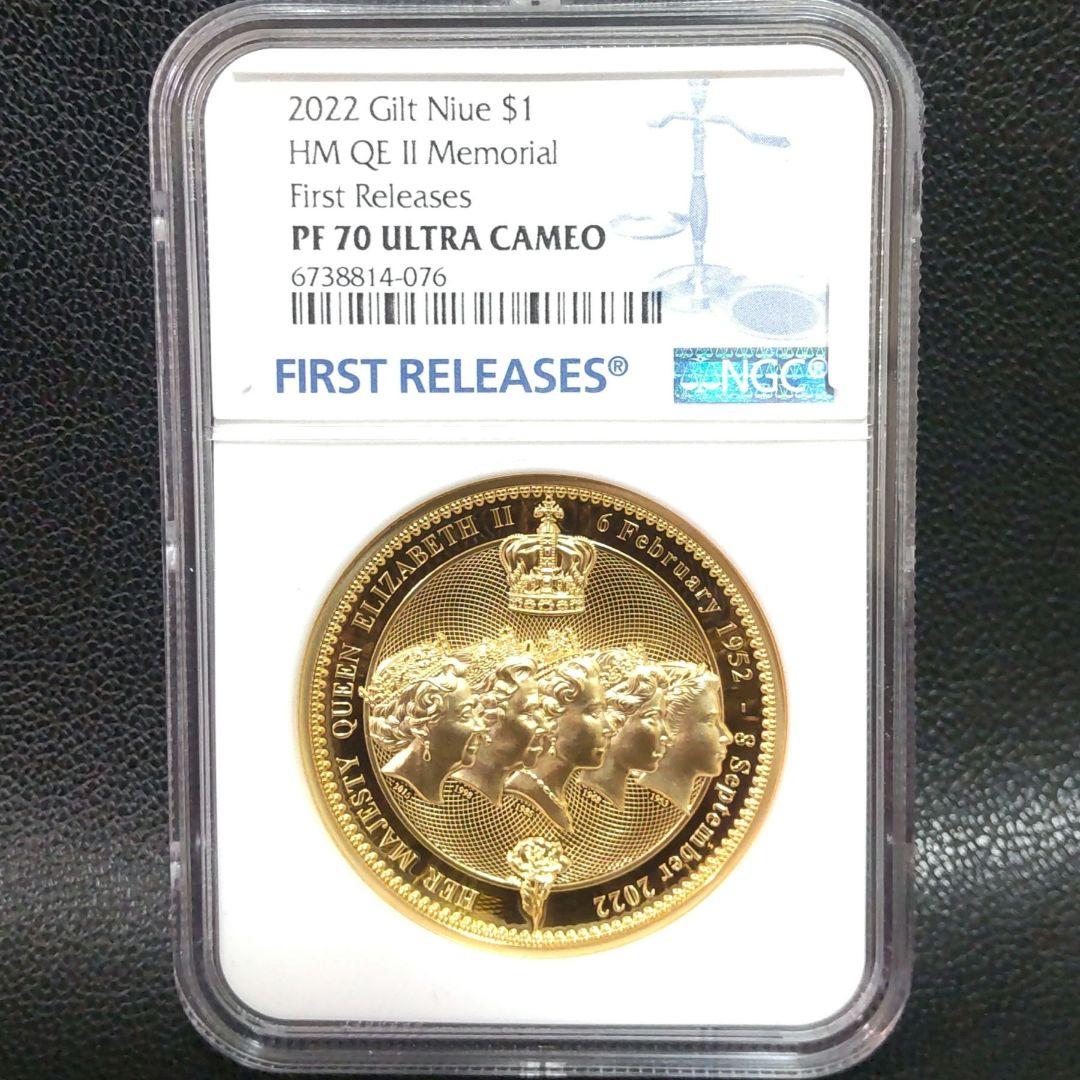 2022 Gilt Niue $1
HM QE II Memorial
First Releases
PF 70 ULTRA CAMEO
6738814-076
FIRST RELEASES®
NGC®
HER MAJESTY QUEEN ELIZABETH II 6 February 1952 - 8 September 2022